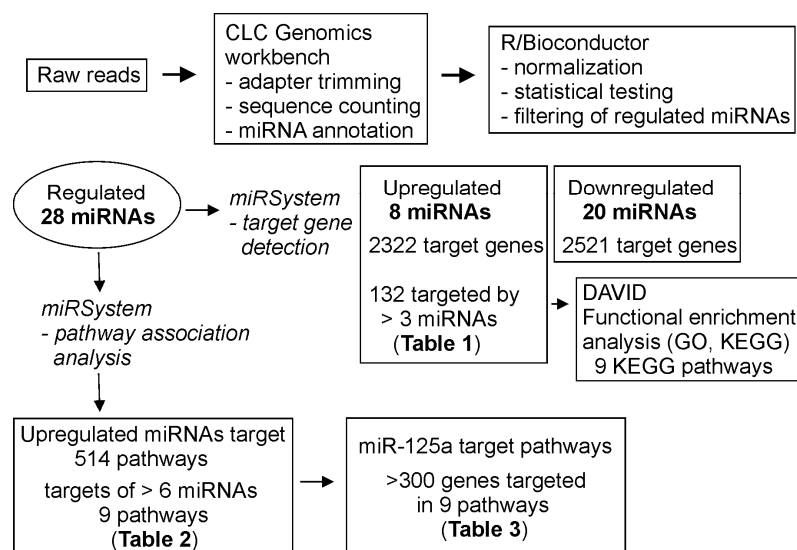 Raw reads
CLC Genomics
workbench
- adapter trimming
- sequence counting
- miRNA annotation
R/Bioconductor
- normalization
- statistical testing
- filtering of regulated miRNAs
Regulated
28 miRNAs
miRSystem
- target gene
detection
Upregulated
8 miRNAs
2322 target genes
132 targeted by
> 3 miRNAs
(Table 1)
Downregulated
20 miRNAs
2521 target genes
DAVID
Functional enrichment
analysis (GO, KEGG)
9 KEGG pathways
miRSystem
- pathway association
analysis
Upregulated miRNAs target
514 pathways
targets of > 6 miRNAs
9 pathways
(Table 2)
miR-125a target pathways
>300 genes targeted
in 9 pathways
(Table 3)